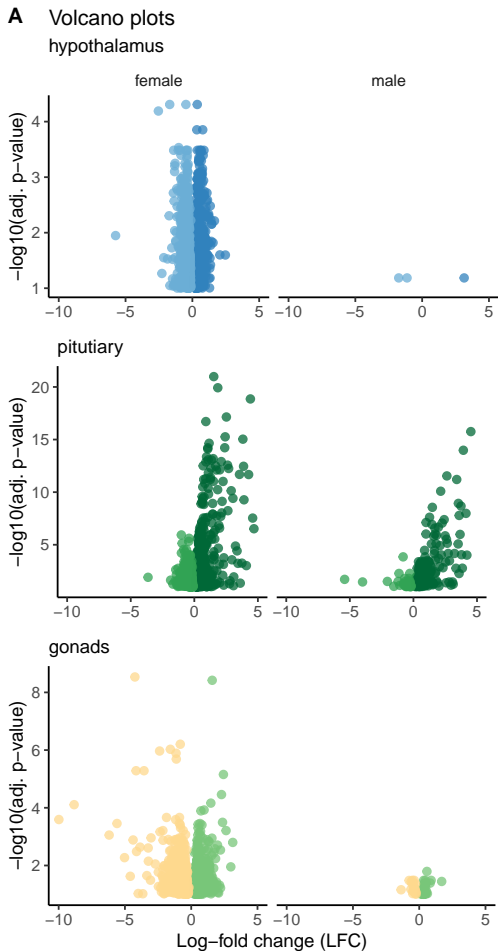 A Volcano plots
hypothalamus
female male
−log10(adj. p−value)
4
3
2
1
−10 −5 0 5 −10 −5 0 5
pitutiary
−log10(adj. p−value)
20
15
10
5
−10 −5 0 5 −10 −5 0 5
gonads
−log10(adj. p−value)
8
6
4
2
−10 −5 0 5 −10 −5 0 5
Log−fold change (LFC)